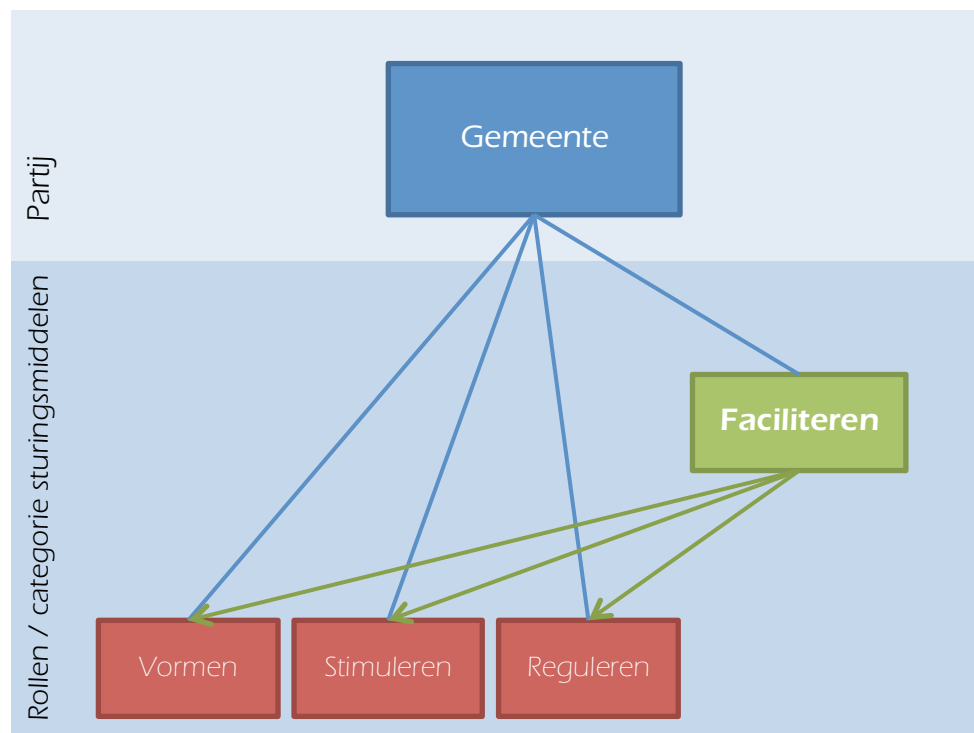 Partij
Gemeente
Rollen / categorie sturingsmiddelen
Faciliteren
Vormen
Stimuleren
Reguleren